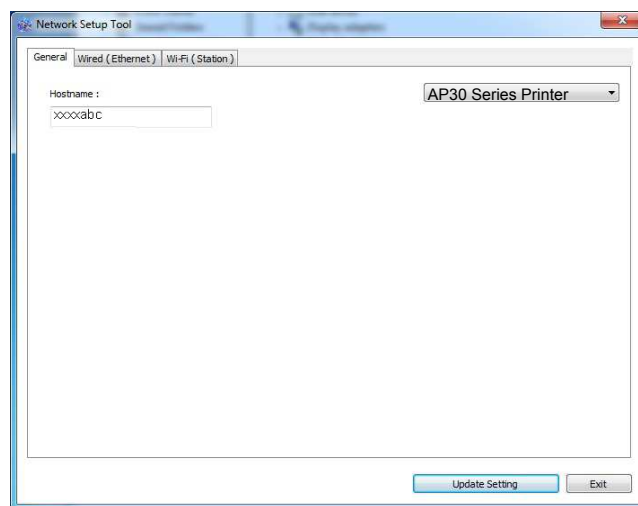 Network Setup Tool
General
Wired ( Ethernet )
Wi-Fi ( Station )
Hostname :
AP30 Series Printer
xxxxabc
Update Setting
Exit